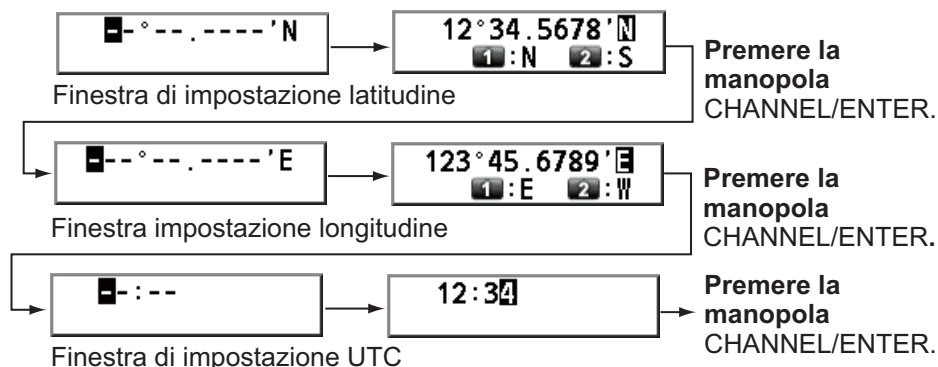 --°--.----'N
12°34.5678'N
1:N 2:S
Finestra di impostazione latitudine
Premere la
manopola
CHANNEL/ENTER.
---°--.----'E
123°45.6789'E
1:E 2:W
Finestra impostazione longitudine
Premere la
manopola
CHANNEL/ENTER.
--:--
12:34
Finestra di impostazione UTC
Premere la
manopola
CHANNEL/ENTER.